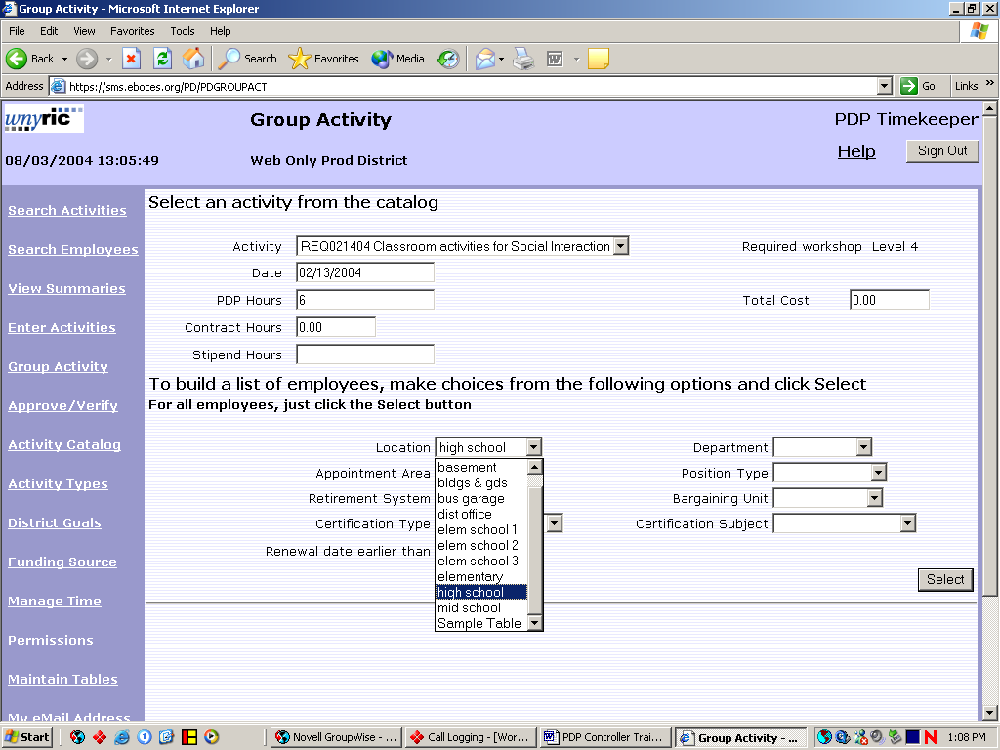 Group Activity - Microsoft Internet Explorer
File Edit View Favorites Tools Help
Back Search Favorites Media
Address https://sms.eboces.org/PD/PDGROUPACT Go Links »
wnyric Group Activity PDP Timekeeper
Help Sign Out
08/03/2004 13:05:49 Web Only Prod District
Search Activities
Search Employees
View Summaries
Enter Activities
Group Activity
Approve/Verify
Activity Catalog
Activity Types
District Goals
Funding Source
Manage Time
Permissions
Maintain Tables
My eMail Address
Select an activity from the catalog
Activity REQ021404 Classroom activities for Social Interaction Required workshop Level 4
Date 02/13/2004
PDP Hours 6 Total Cost 0.00
Contract Hours 0.00
Stipend Hours
To build a list of employees, make choices from the following options and click Select
For all employees, just click the Select button
Location high school Department
Appointment Area Position Type
Retirement System Bargaining Unit
Certification Type Certification Subject
Renewal date earlier than
basement
bldgs & gds
bus garage
dist office
elem school 1
elem school 2
elem school 3
elementary
high school
mid school
Sample Table
Select
Start Novell GroupWise - ... Call Logging - [Wor... PDP Controller Trai... Group Activity - ... 1:08 PM